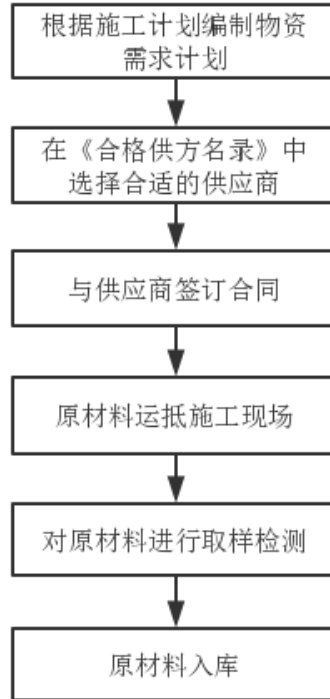 根据施工计划编制物资
需求计划
在《合格供方名录》中
选择合适的供应商
与供应商签订合同
原材料运抵施工现场
对原材料进行取样检测
原材料入库